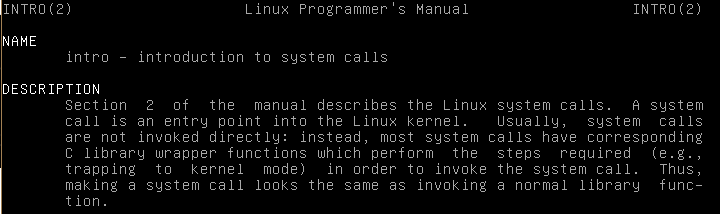 INTRO(2) Linux Programmer's Manual INTRO(2)
NAME
intro – introduction to system calls
DESCRIPTION
Section 2 of the manual describes the Linux system calls. A system
call is an entry point into the Linux kernel. Usually, system calls
are not invoked directly: instead, most system calls have corresponding
C library wrapper functions which perform the steps required (e.g.,
trapping to kernel mode) in order to invoke the system call. Thus,
making a system call looks the same as invoking a normal library func-
tion.